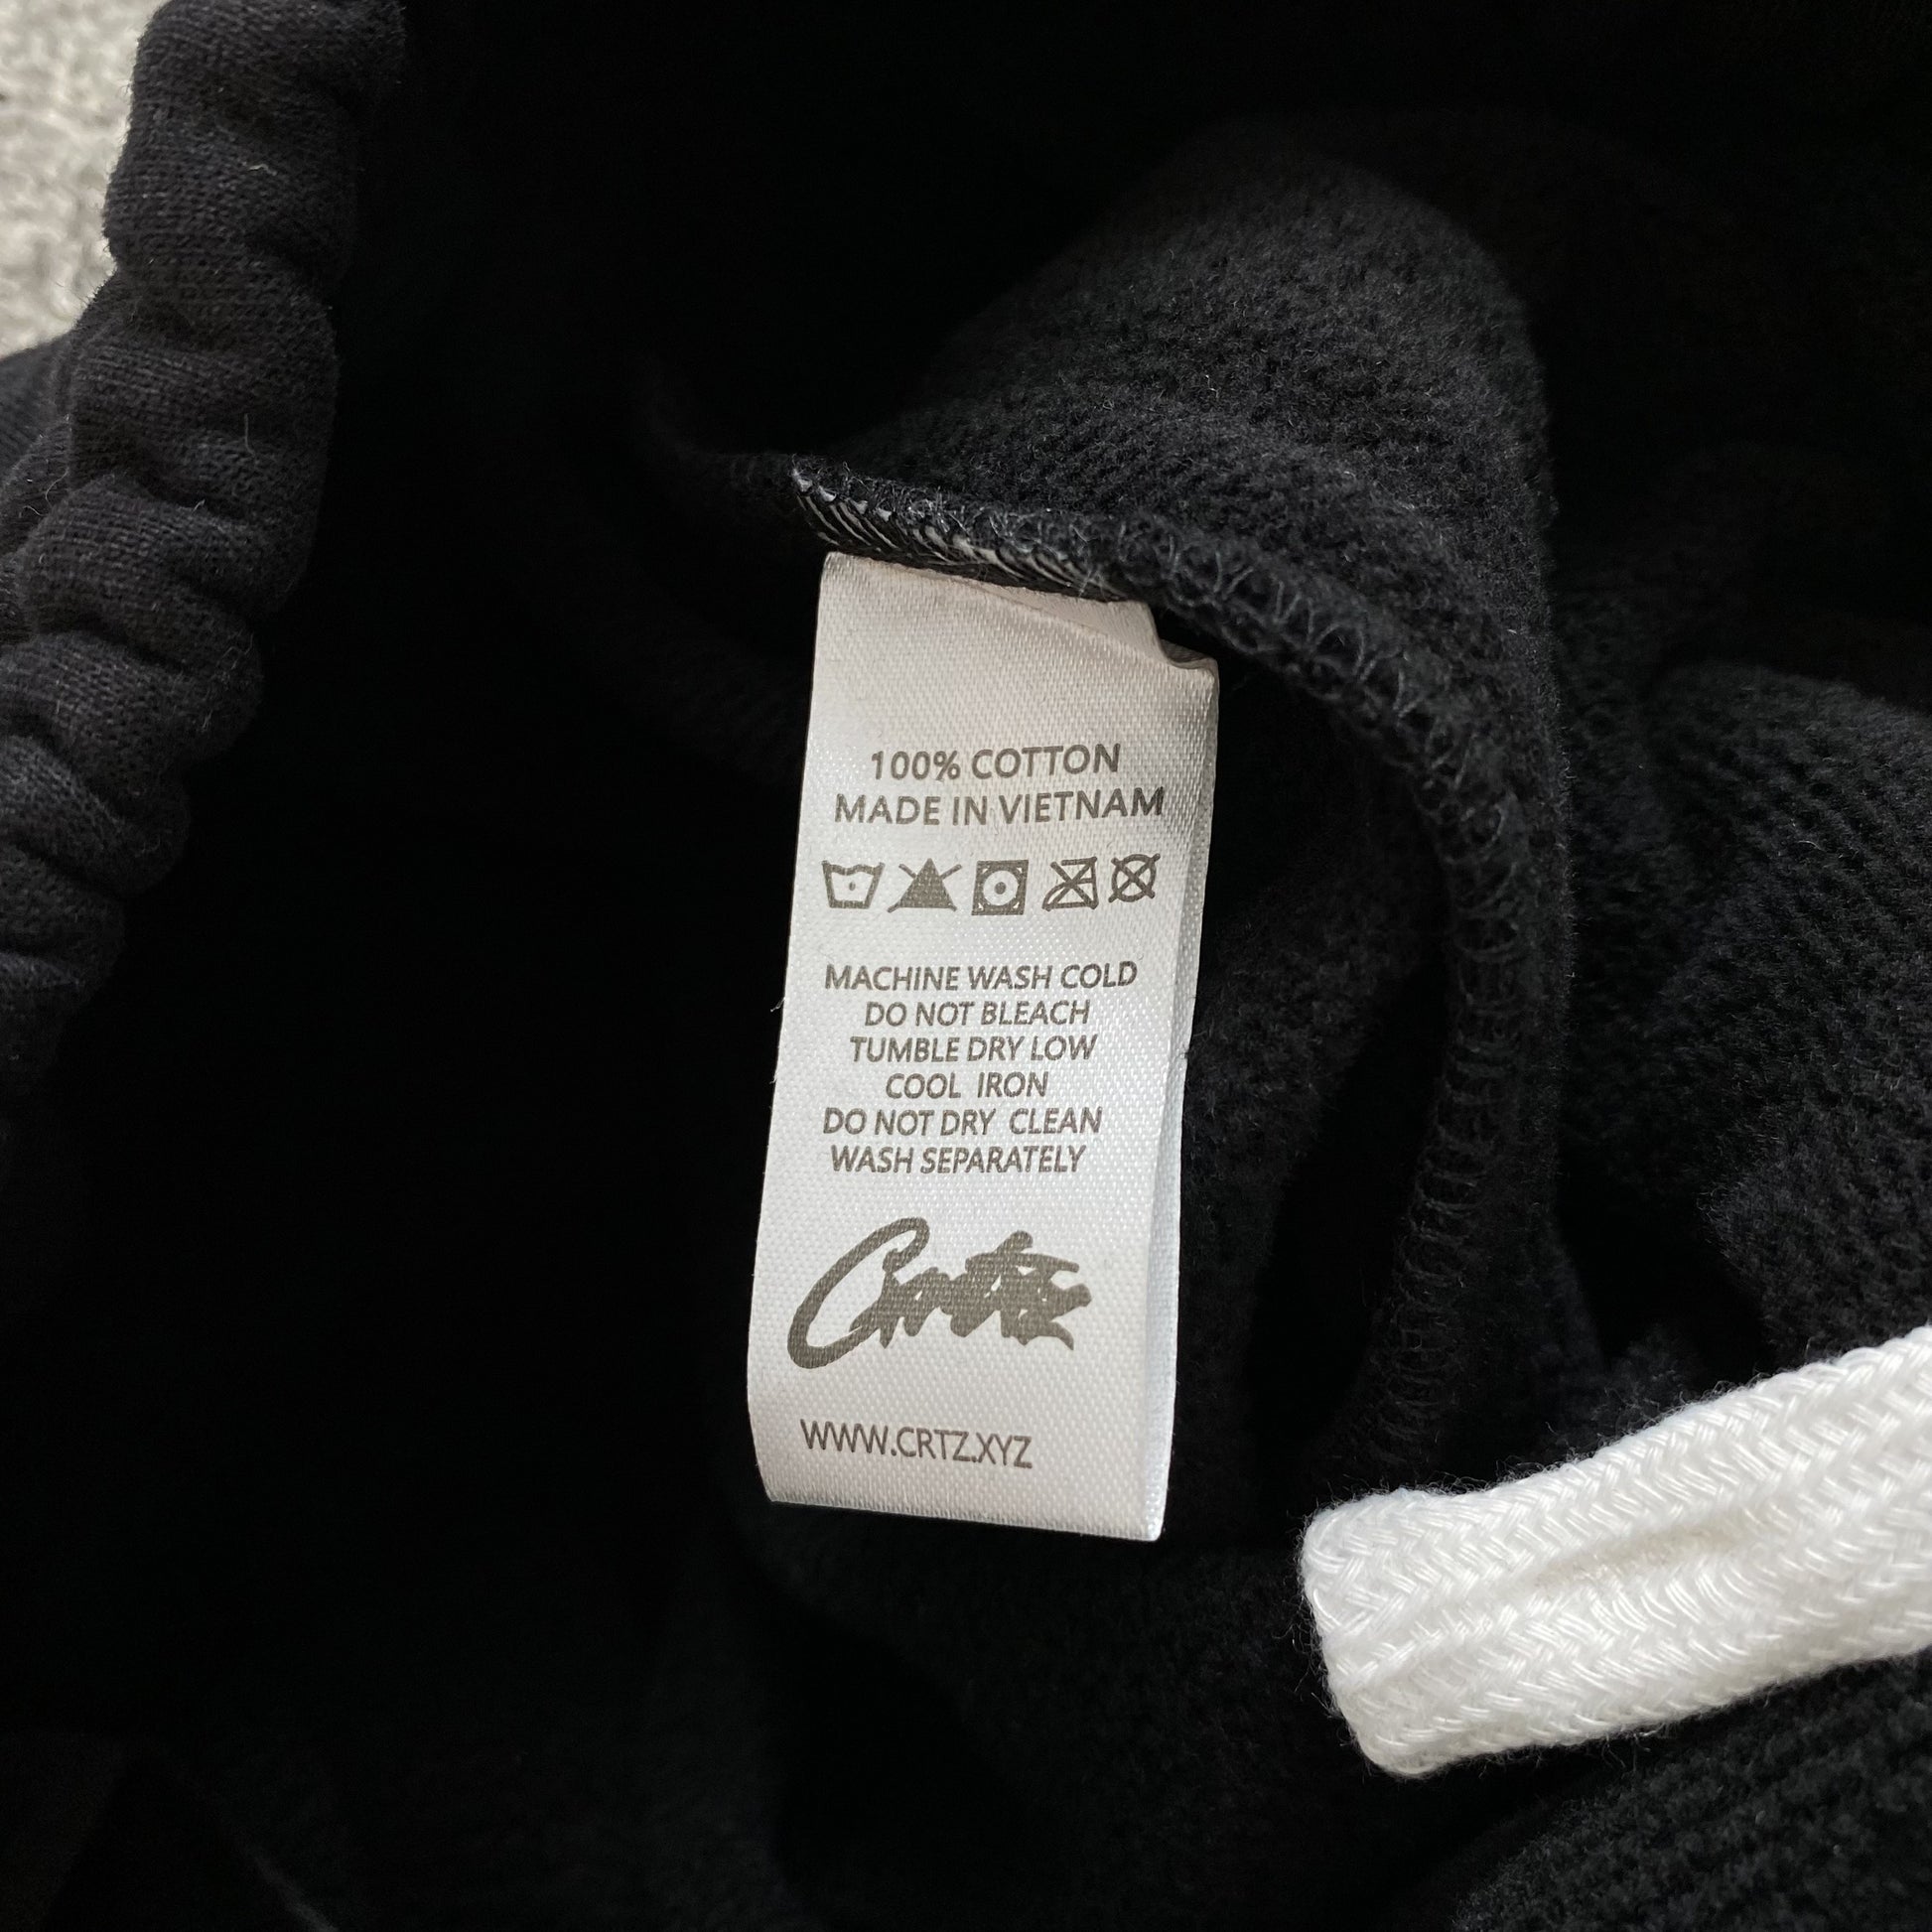 100% COTTON
MADE IN VIETNAM
MACHINE WASH COLD
DO NOT BLEACH
TUMBLE DRY LOW
COOL IRON
DO NOT DRY CLEAN
WASH SEPARATELY
WWW.CRTZ.XYZ